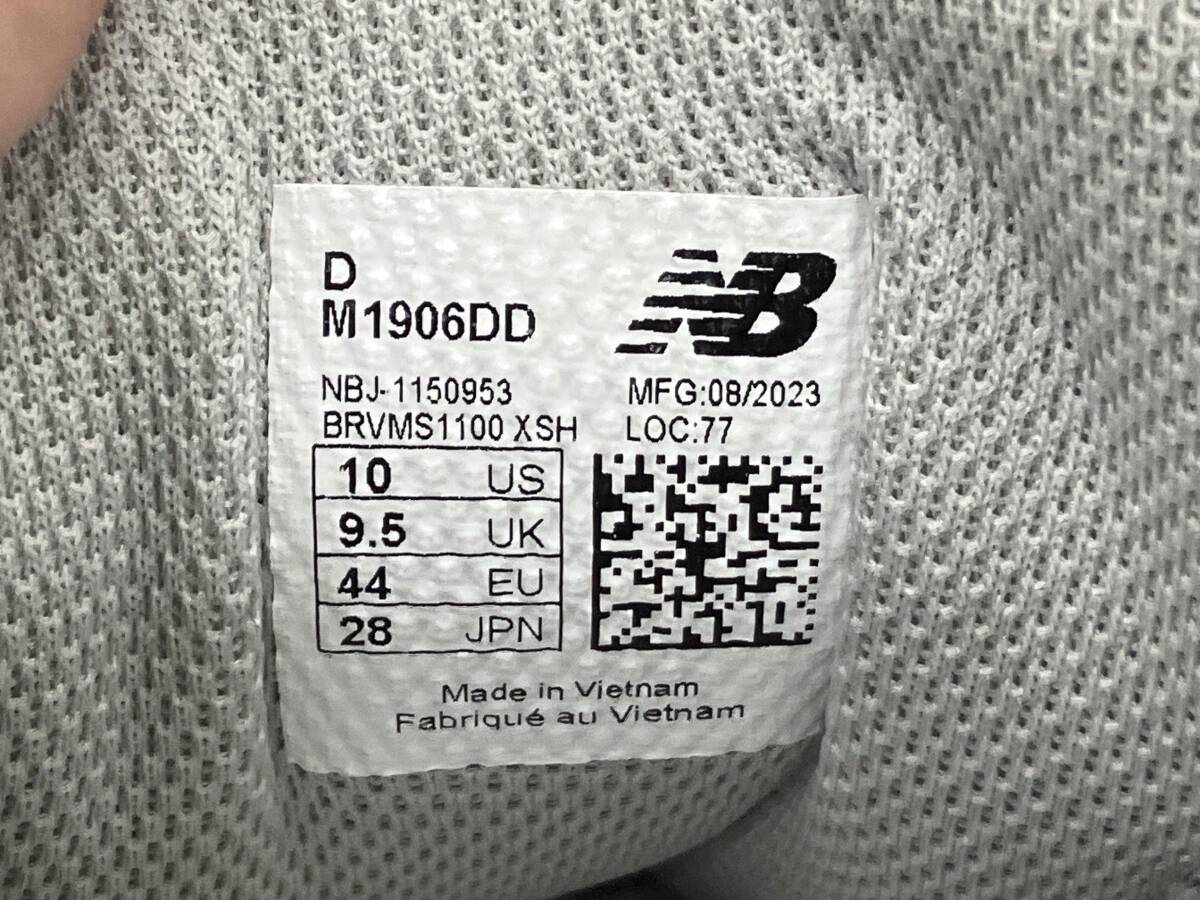 D
M1906DD
NB
NBJ-1150953
MFG:08/2023
BRVMS1100 XSH
LOC:77
10 US
9.5 UK
44 EU
28 JPN
Made in Vietnam
Fabriqué au Vietnam